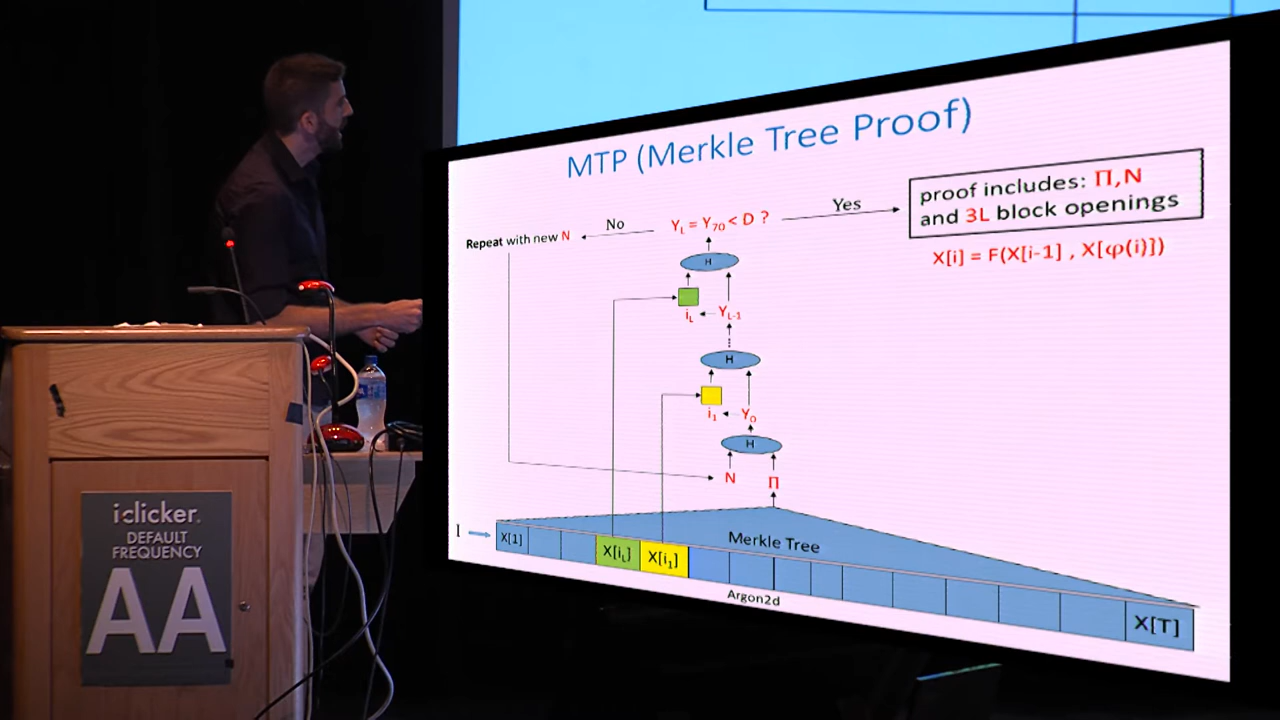 MTP (Merkle Tree Proof)
proof includes: Π,N
and 3L block openings
X[i] = F(X[i-1] , X[φ(i)])
Yes
Y_L = Y_70 < D ?
No
Repeat with new N
H
i_L
Y_L-1
H
i_1
Y_0
H
N
Π
I
X[1]
X[i_L]
X[i_1]
Merkle Tree
X[T]
Argon2d
iclicker.
DEFAULT
FREQUENCY
AA